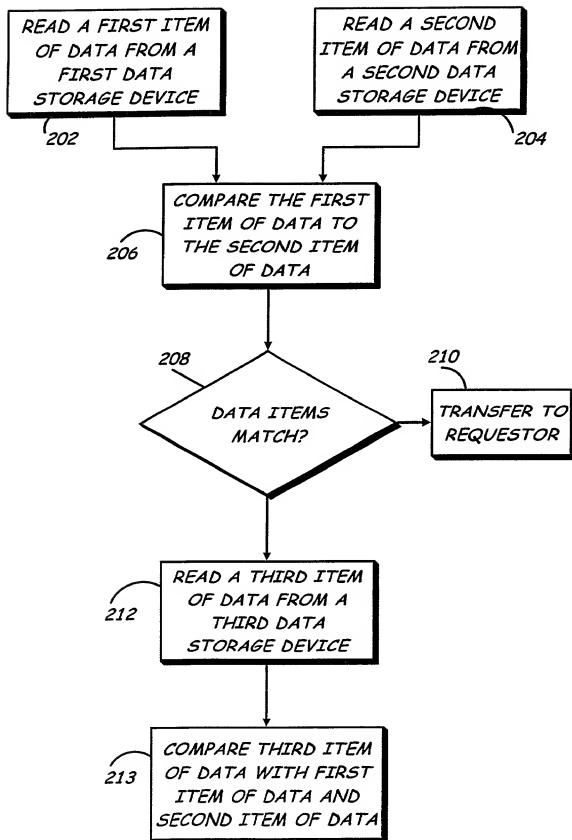 READ A FIRST ITEM
OF DATA FROM A
FIRST DATA
STORAGE DEVICE
202
READ A SECOND
ITEM OF DATA FROM
A SECOND DATA
STORAGE DEVICE
204
COMPARE THE FIRST
ITEM OF DATA TO
THE SECOND ITEM
OF DATA
206
208
DATA ITEMS
MATCH?
210
TRANSFER TO
REQUESTOR
READ A THIRD ITEM
OF DATA FROM A
THIRD DATA
STORAGE DEVICE
212
COMPARE THIRD ITEM
OF DATA WITH FIRST
ITEM OF DATA AND
SECOND ITEM OF DATA
213